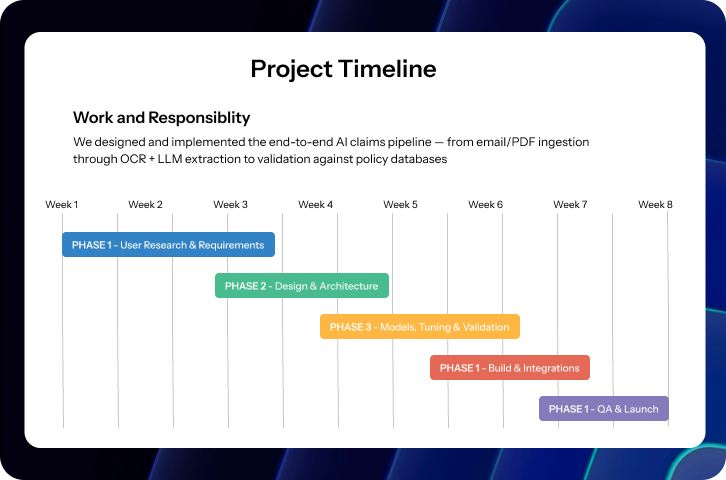 Project Timeline
Work and Responsiblity
We designed and implemented the end-to-end AI claims pipeline — from email/PDF ingestion
through OCR + LLM extraction to validation against policy databases
Week 1 Week 2 Week 3 Week 4 Week 5 Week 6 Week 7 Week 8
PHASE 1 - User Research & Requirements
PHASE 2 - Design & Architecture
PHASE 3 - Models, Tuning & Validation
PHASE 1 - Build & Integrations
PHASE 1 - QA & Launch